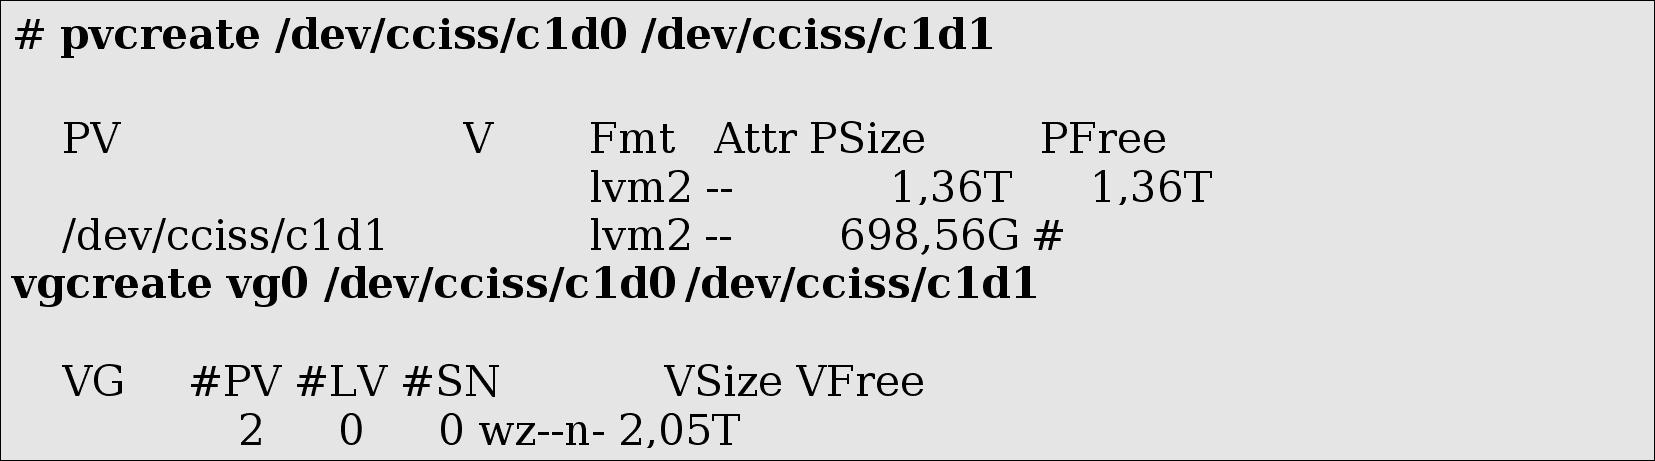 # pvcreate /dev/cciss/c1d0 /dev/cciss/c1d1
PV V Fmt Attr PSize PFree
lvm2 -- 1,36T 1,36T
/dev/cciss/c1d1 lvm2 -- 698,56G #
vgcreate vg0 /dev/cciss/c1d0 /dev/cciss/c1d1
VG #PV #LV #SN VSize VFree
2 0 0 wz--n- 2,05T